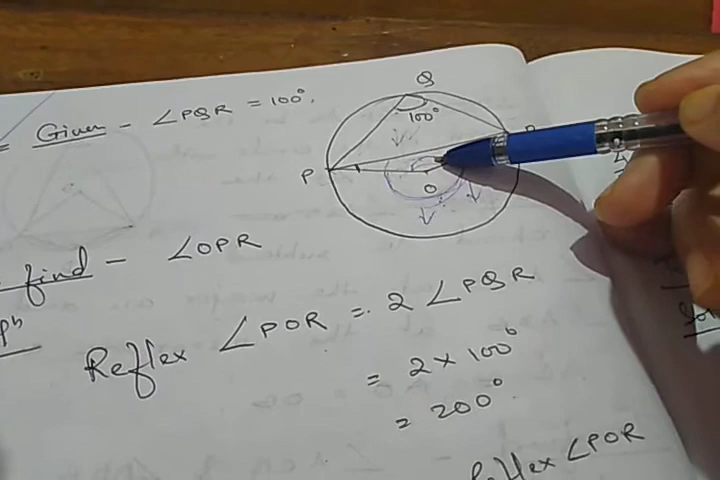 = Given - ∠PQR = 100°.
Q
100°
P
O
find - ∠OPR
Reflex ∠POR = 2 ∠PQR
= 2 × 100°
= 200°
Reflex ∠POR